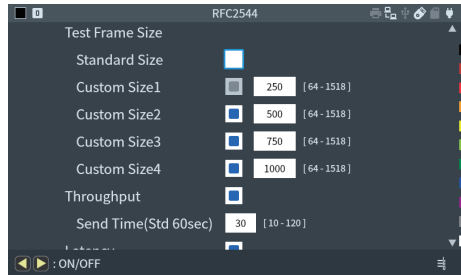 0 RFC2544
Test Frame Size
Standard Size
Custom Size1 250 [ 64 - 1518 ]
Custom Size2 500 [ 64 - 1518 ]
Custom Size3 750 [ 64 - 1518 ]
Custom Size4 1000 [ 64 - 1518 ]
Throughput
Send Time(Std 60sec) 30 [ 10 - 120 ]
: ON/OFF